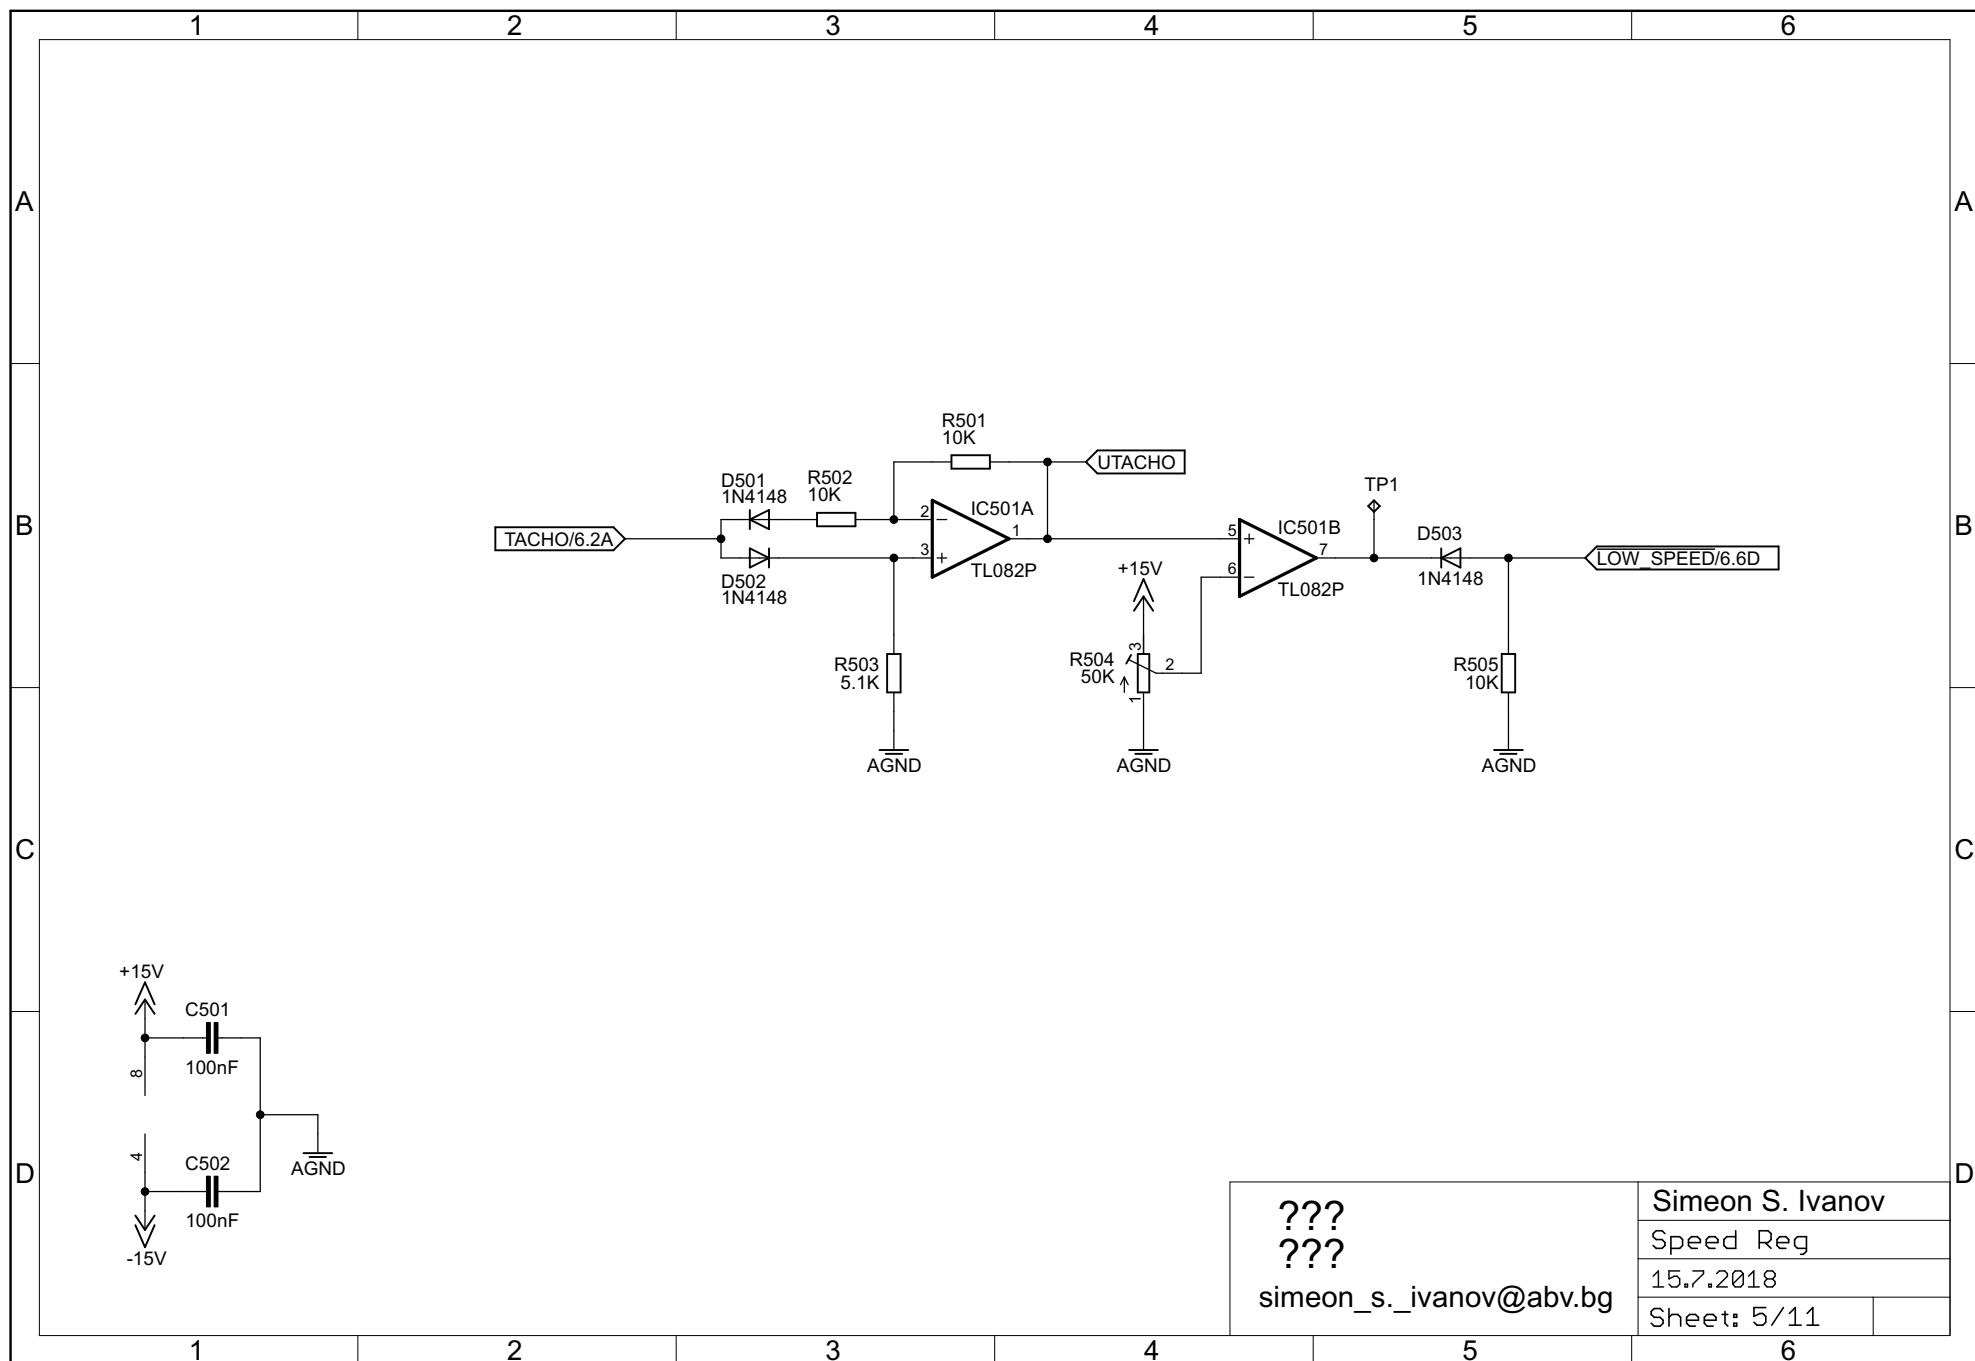 1 2 3 4 5 6
A A
R501
10K
UTACHO
D501
1N4148
R502
10K
TP1
B B
TACHO/6.2A
2
3
IC501A
1
TL082P
D502
1N4148
5
6
IC501B
7
TL082P
D503
1N4148
LOW_SPEED/6.6D
+15V
R503
5.1K
R504
50K
3
2
1
R505
10K
AGND
AGND
AGND
C C
+15V
C501
100nF
8
4
C502
100nF
AGND
-15V
D D
???
???
simeon_s._ivanov@abv.bg
Simeon S. Ivanov
Speed Reg
15.7.2018
Sheet: 5/11
1 2 3 4 5 6